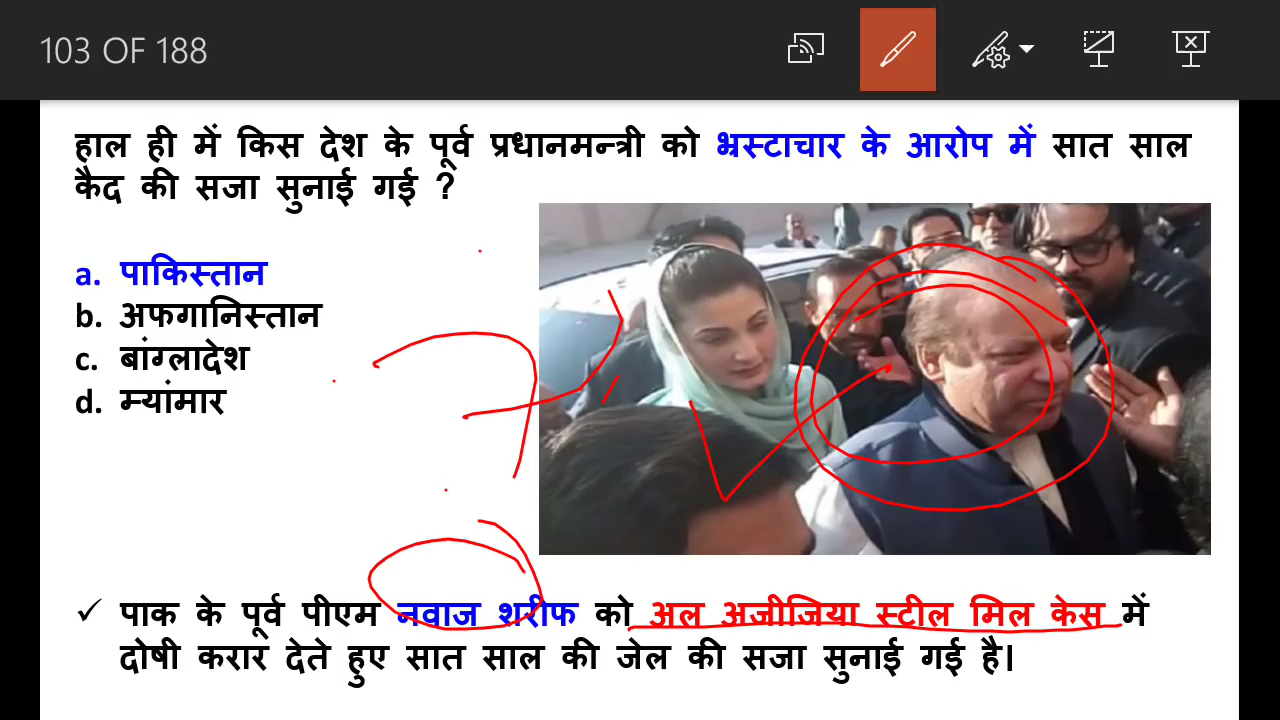 103 OF 188
हाल ही में किस देश के पूर्व प्रधानमन्त्री को भ्रस्टाचार के आरोप में सात साल
कैद की सजा सुनाई गई ?
a. पाकिस्तान
b. अफगानिस्तान
c. बांग्लादेश
d. म्यांमार
✓ पाक के पूर्व पीएम नवाज शरीफ को अल अजीजिया स्टील मिल केस में
दोषी करार देते हुए सात साल की जेल की सजा सुनाई गई है।